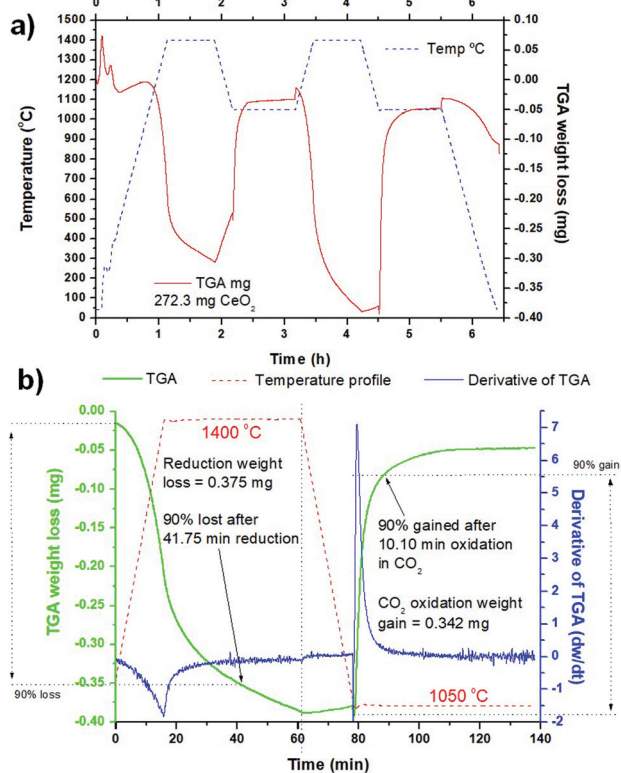 a)
1500
1400
1300
1200
1100
1000
900
800
700
600
500
400
300
200
100
0
Temperature (°C)
0.10
0.05
0.00
-0.05
-0.10
-0.15
-0.20
-0.25
-0.30
-0.35
-0.40
TGA weight loss (mg)
Temp ºC
TGA mg
272.3 mg CeO₂
0 1 2 3 4 5 6
Time (h)
b)
TGA Temperature profile Derivative of TGA
0.00
-0.05
-0.10
-0.15
-0.20
-0.25
-0.30
-0.35
-0.40
TGA weight loss (mg)
7
6
5
4
3
2
1
0
-1
-2
Derivative of TGA (dw/dt)
1400 °C
Reduction weight
loss = 0.375 mg
90% lost after
41.75 min reduction
90% gain
90% gained after
10.10 min oxidation
in CO₂
CO₂ oxidation weight
gain = 0.342 mg
90% loss
1050 °C
0 20 40 60 80 100 120 140
Time (min)